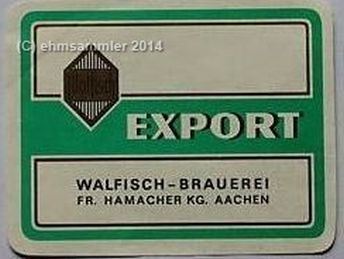 (C) ehmsammler 2014
EXPORT
WALFISCH-BRAUEREI
FR. HAMACHER KG. AACHEN